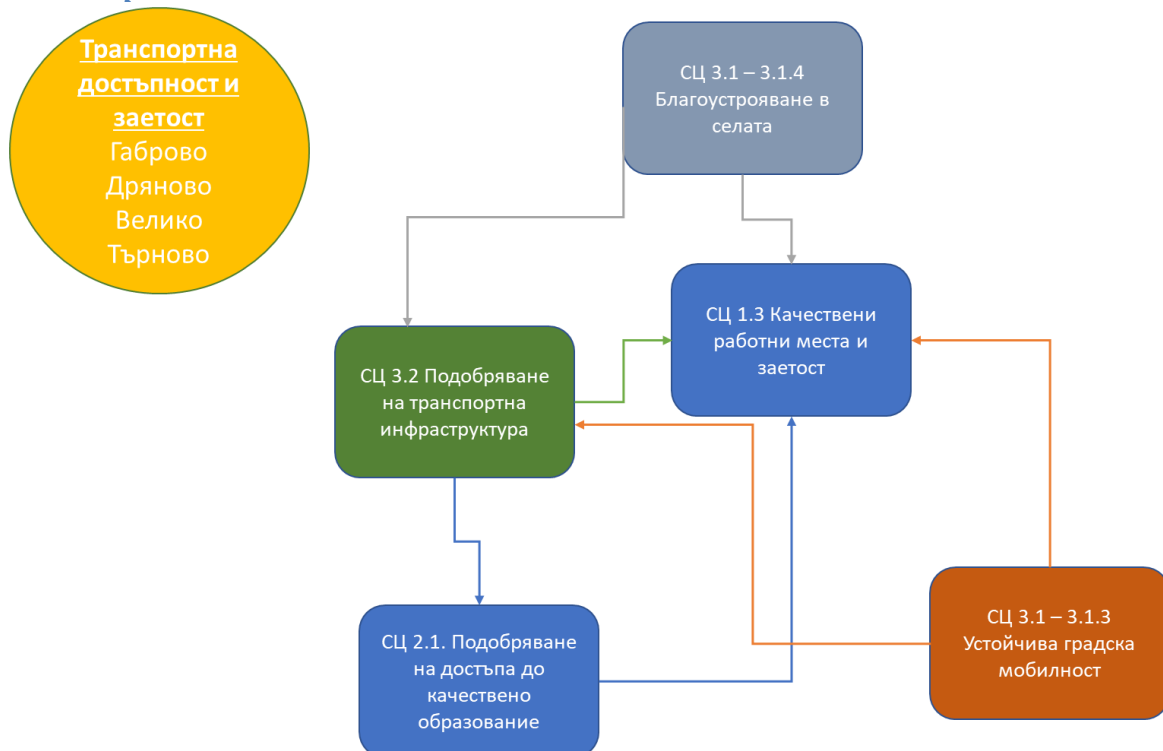 Транспортна
достъпност и
заетост
Габрово
Дряново
Велико
Търново
СЦ 3.1 – 3.1.4
Благоустрояване в
селата
СЦ 1.3 Качествени
работни места и
заетост
СЦ 3.2 Подобряване
на транспортна
инфраструктура
СЦ 2.1. Подобряване
на достъпа до
качествено
образование
СЦ 3.1 – 3.1.3
Устойчива градска
мобилност